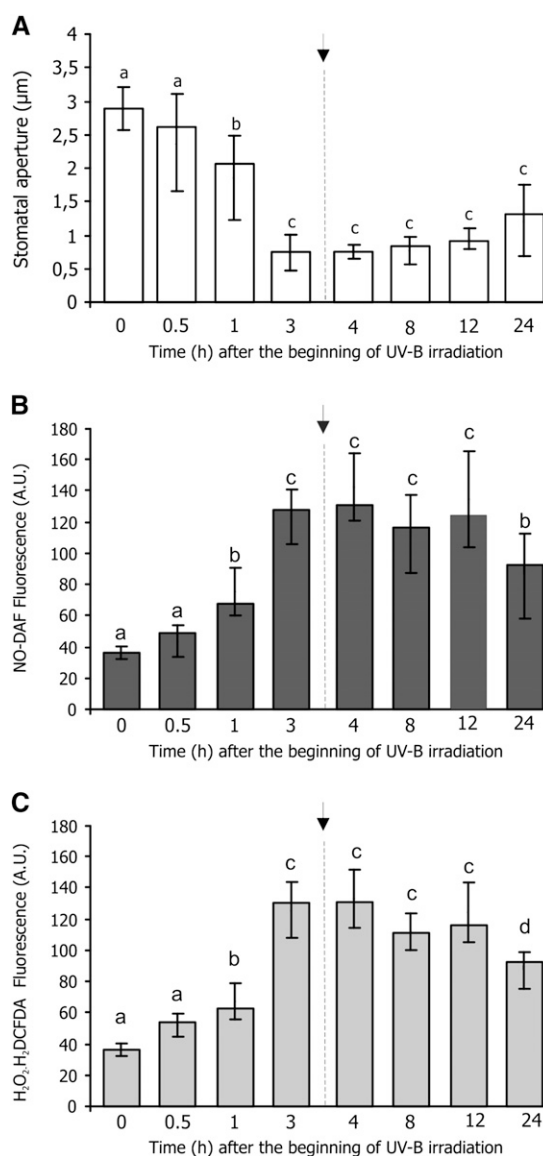 A
Stomatal aperture (µm)
4
3,5
3
2,5
2
1,5
1
0,5
0
a
a
b
c
c
c
c
c
0 0.5 1 3 4 8 12 24
Time (h) after the beginning of UV-B irradiation
B
NO-DAF Fluorescence (A.U.)
180
160
140
120
100
80
60
40
20
0
a
a
b
c
c
c
c
b
0 0.5 1 3 4 8 12 24
Time (h) after the beginning of UV-B irradiation
C
H₂O₂.H₂DCFDA Fluorescence (A.U.)
180
160
140
120
100
80
60
40
20
0
a
a
b
c
c
c
c
d
0 0.5 1 3 4 8 12 24
Time (h) after the beginning of UV-B irradiation